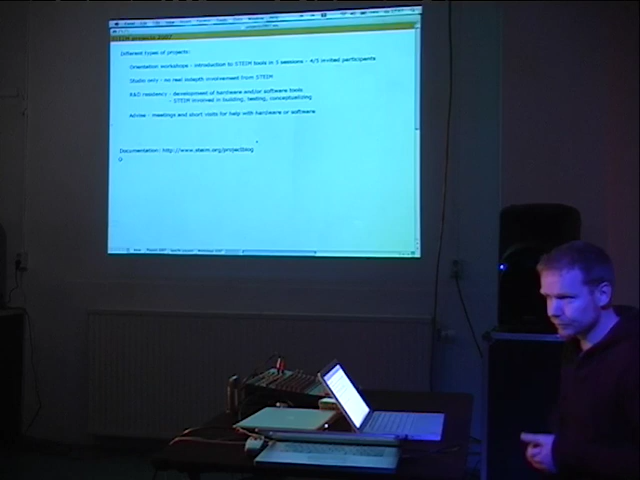 STEIM projects 2007
Different types of projects:
Orientation workshops - introduction to STEIM tools in 5 sessions - 4/5 invited participants
Studio only - no real indepth involvement from STEIM
R&D residency - development of hardware and/or software tools
- STEIM involved in building, testing, conceptualizing
Advise - meetings and short visits for help with hardware or software
Documentation: http://www.steim.org/projectblog